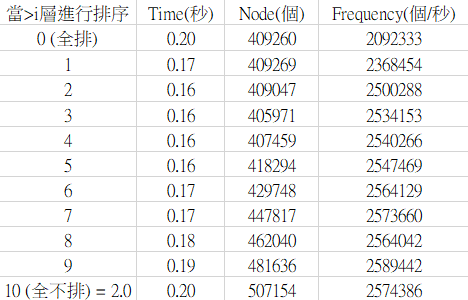 當>i層進行排序 Time(秒) Node(個) Frequency(個/秒)
0 (全排) 0.20 409260 2092333
1 0.17 409269 2368454
2 0.16 409047 2500288
3 0.16 405971 2534153
4 0.16 407459 2540266
5 0.16 418294 2547469
6 0.17 429748 2564129
7 0.17 447817 2573660
8 0.18 462040 2564042
9 0.19 481636 2589442
10 (全不排) = 2.0 0.20 507154 2574386